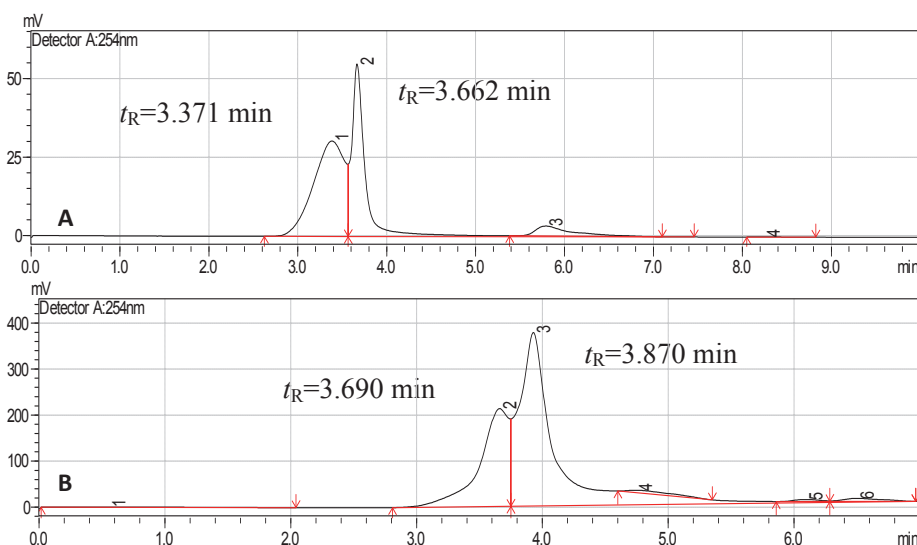 mV
Detector A:254nm
50
25
0
tR=3.371 min
tR=3.662 min
1
2
3
4
A
0.0 1.0 2.0 3.0 4.0 5.0 6.0 7.0 8.0 9.0 min
mV
Detector A:254nm
400
300
200
100
0
tR=3.690 min
tR=3.870 min
1
2
3
4
5
6
B
0.0 1.0 2.0 3.0 4.0 5.0 6.0 min